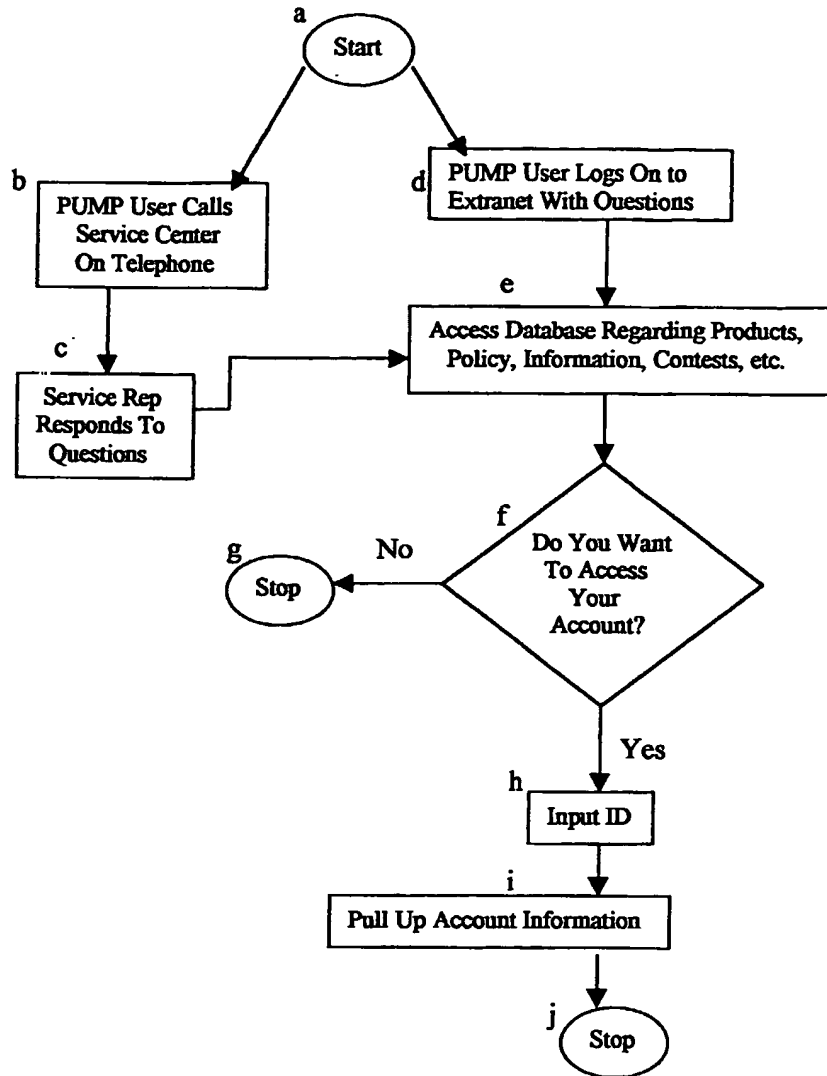 a
Start
b
PUMP User Calls
Service Center
On Telephone
d
PUMP User Logs On to
Extranet With Ouestions
c
Service Rep
Responds To
Questions
e
Access Database Regarding Products,
Policy, Information, Contests, etc.
f
Do You Want
To Access
Your
Account?
No
g
Stop
Yes
h
Input ID
i
Pull Up Account Information
j
Stop